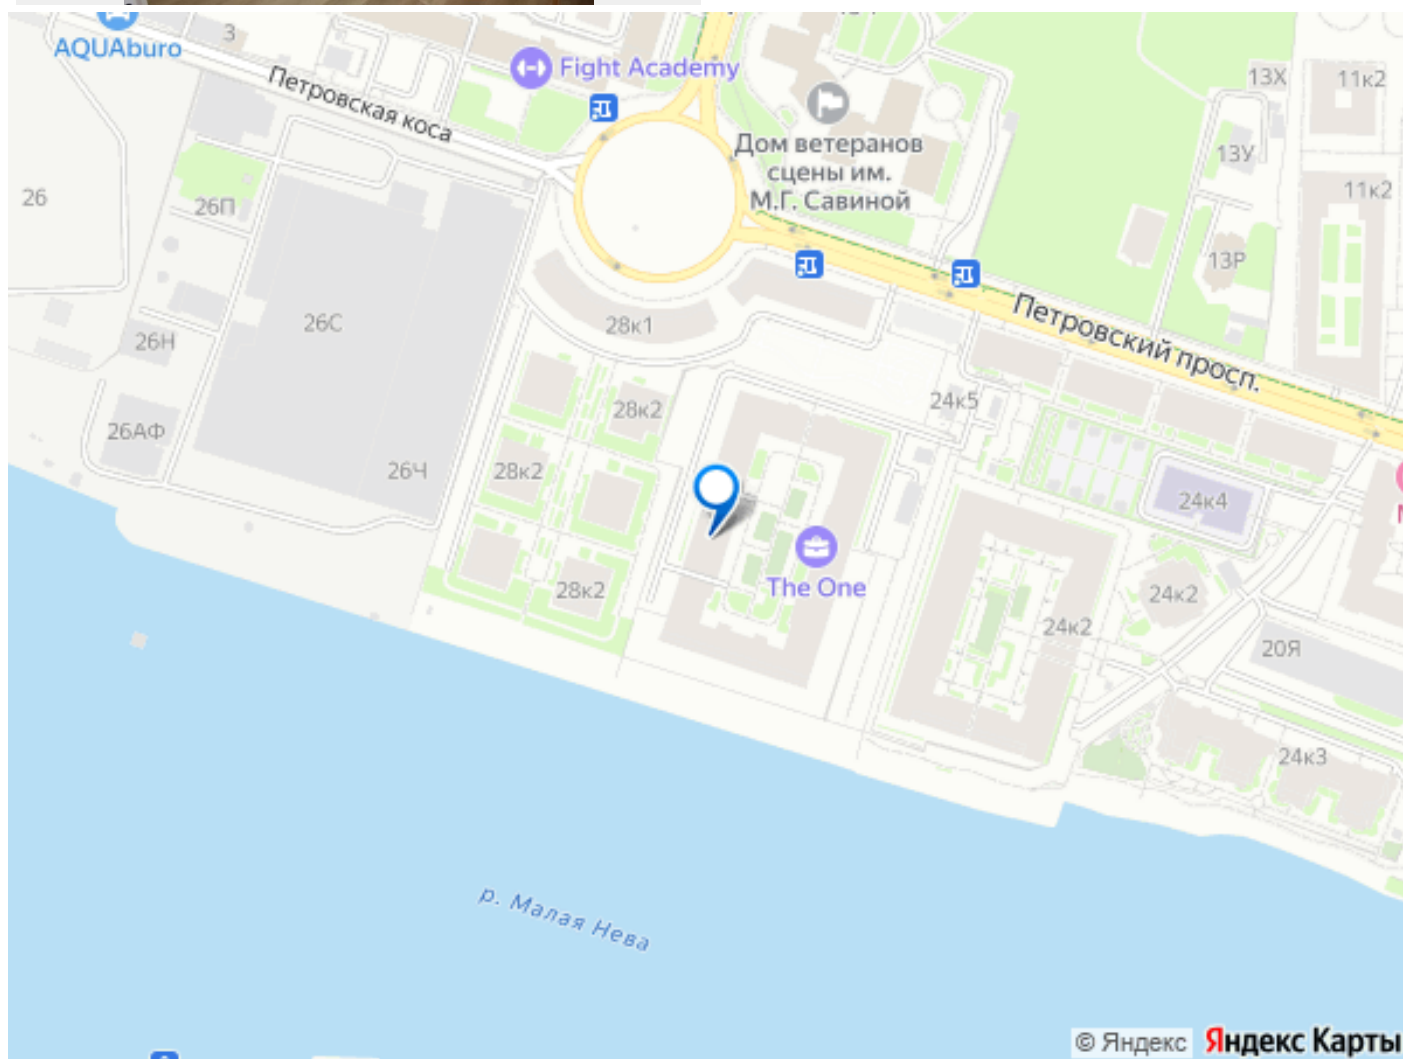 AQUAburo
3
Петровская коса
Fight Academy
Дом ветеранов
сцены им.
М.Г. Савиной
13Х
11к2
13У
11к2
13Р
26
26П
26С
26Н
28к1
Петровский просп.
28к2
24к5
26АФ
26Ч
28к2
24к4
The One
28к2
24к2
24к2
20Я
24к3
р. Малая Нева
© Яндекс Яндекс Карты